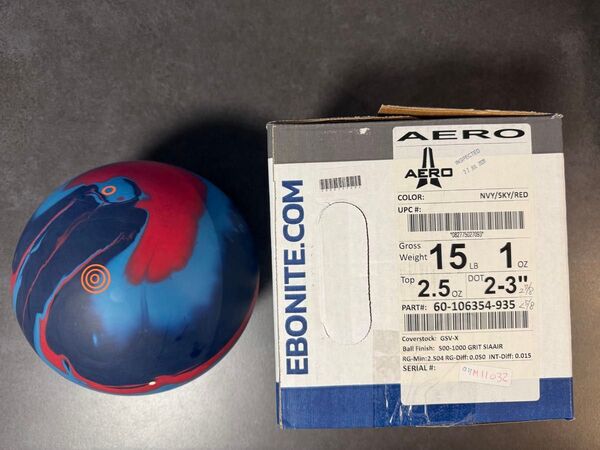 AERO
INSPECTED
AERO
COLOR: NVY/SKY/RED
UPC #:
Gross Weight 15 LB 1 OZ
Top 2.5 OZ DOT 2-3"
PART#: 60-106354-935
Coverstock: GSV-X
Ball Finish: 500-1000 GRIT SIAAIR
RG-Min:2.504 RG-Diff: 0.050 INT-Diff: 0.015
SERIAL #: M11032
EBONITE.COM